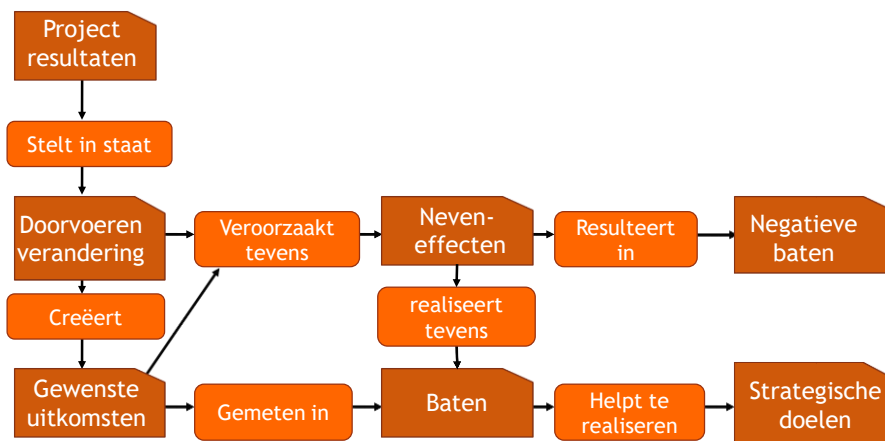 Project
resultaten
Stelt in staat
Doorvoeren
verandering
Veroorzaakt
tevens
Neven-
effecten
Resulteert
in
Negatieve
baten
Creëert
realiseert
tevens
Gewenste
uitkomsten
Gemeten in
Baten
Helpt te
realiseren
Strategische
doelen